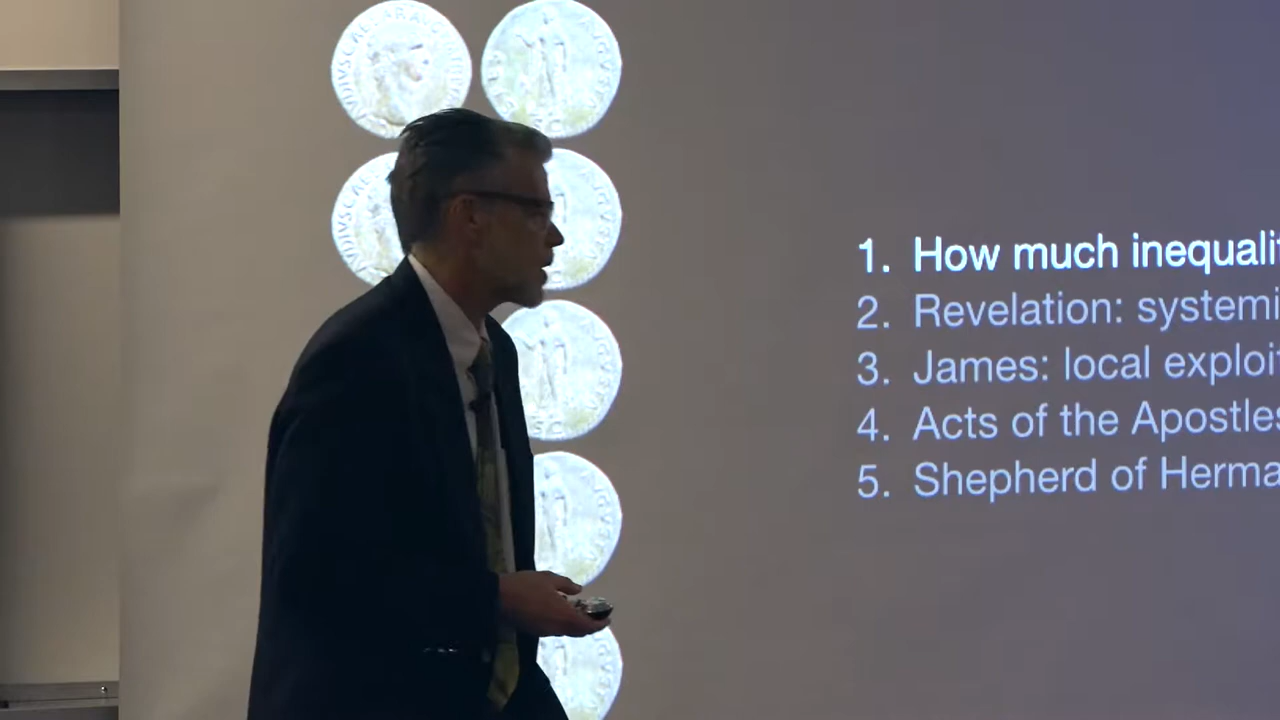 1. How much inequali
2. Revelation: systemi
3. James: local exploi
4. Acts of the Apostles
5. Shepherd of Herma